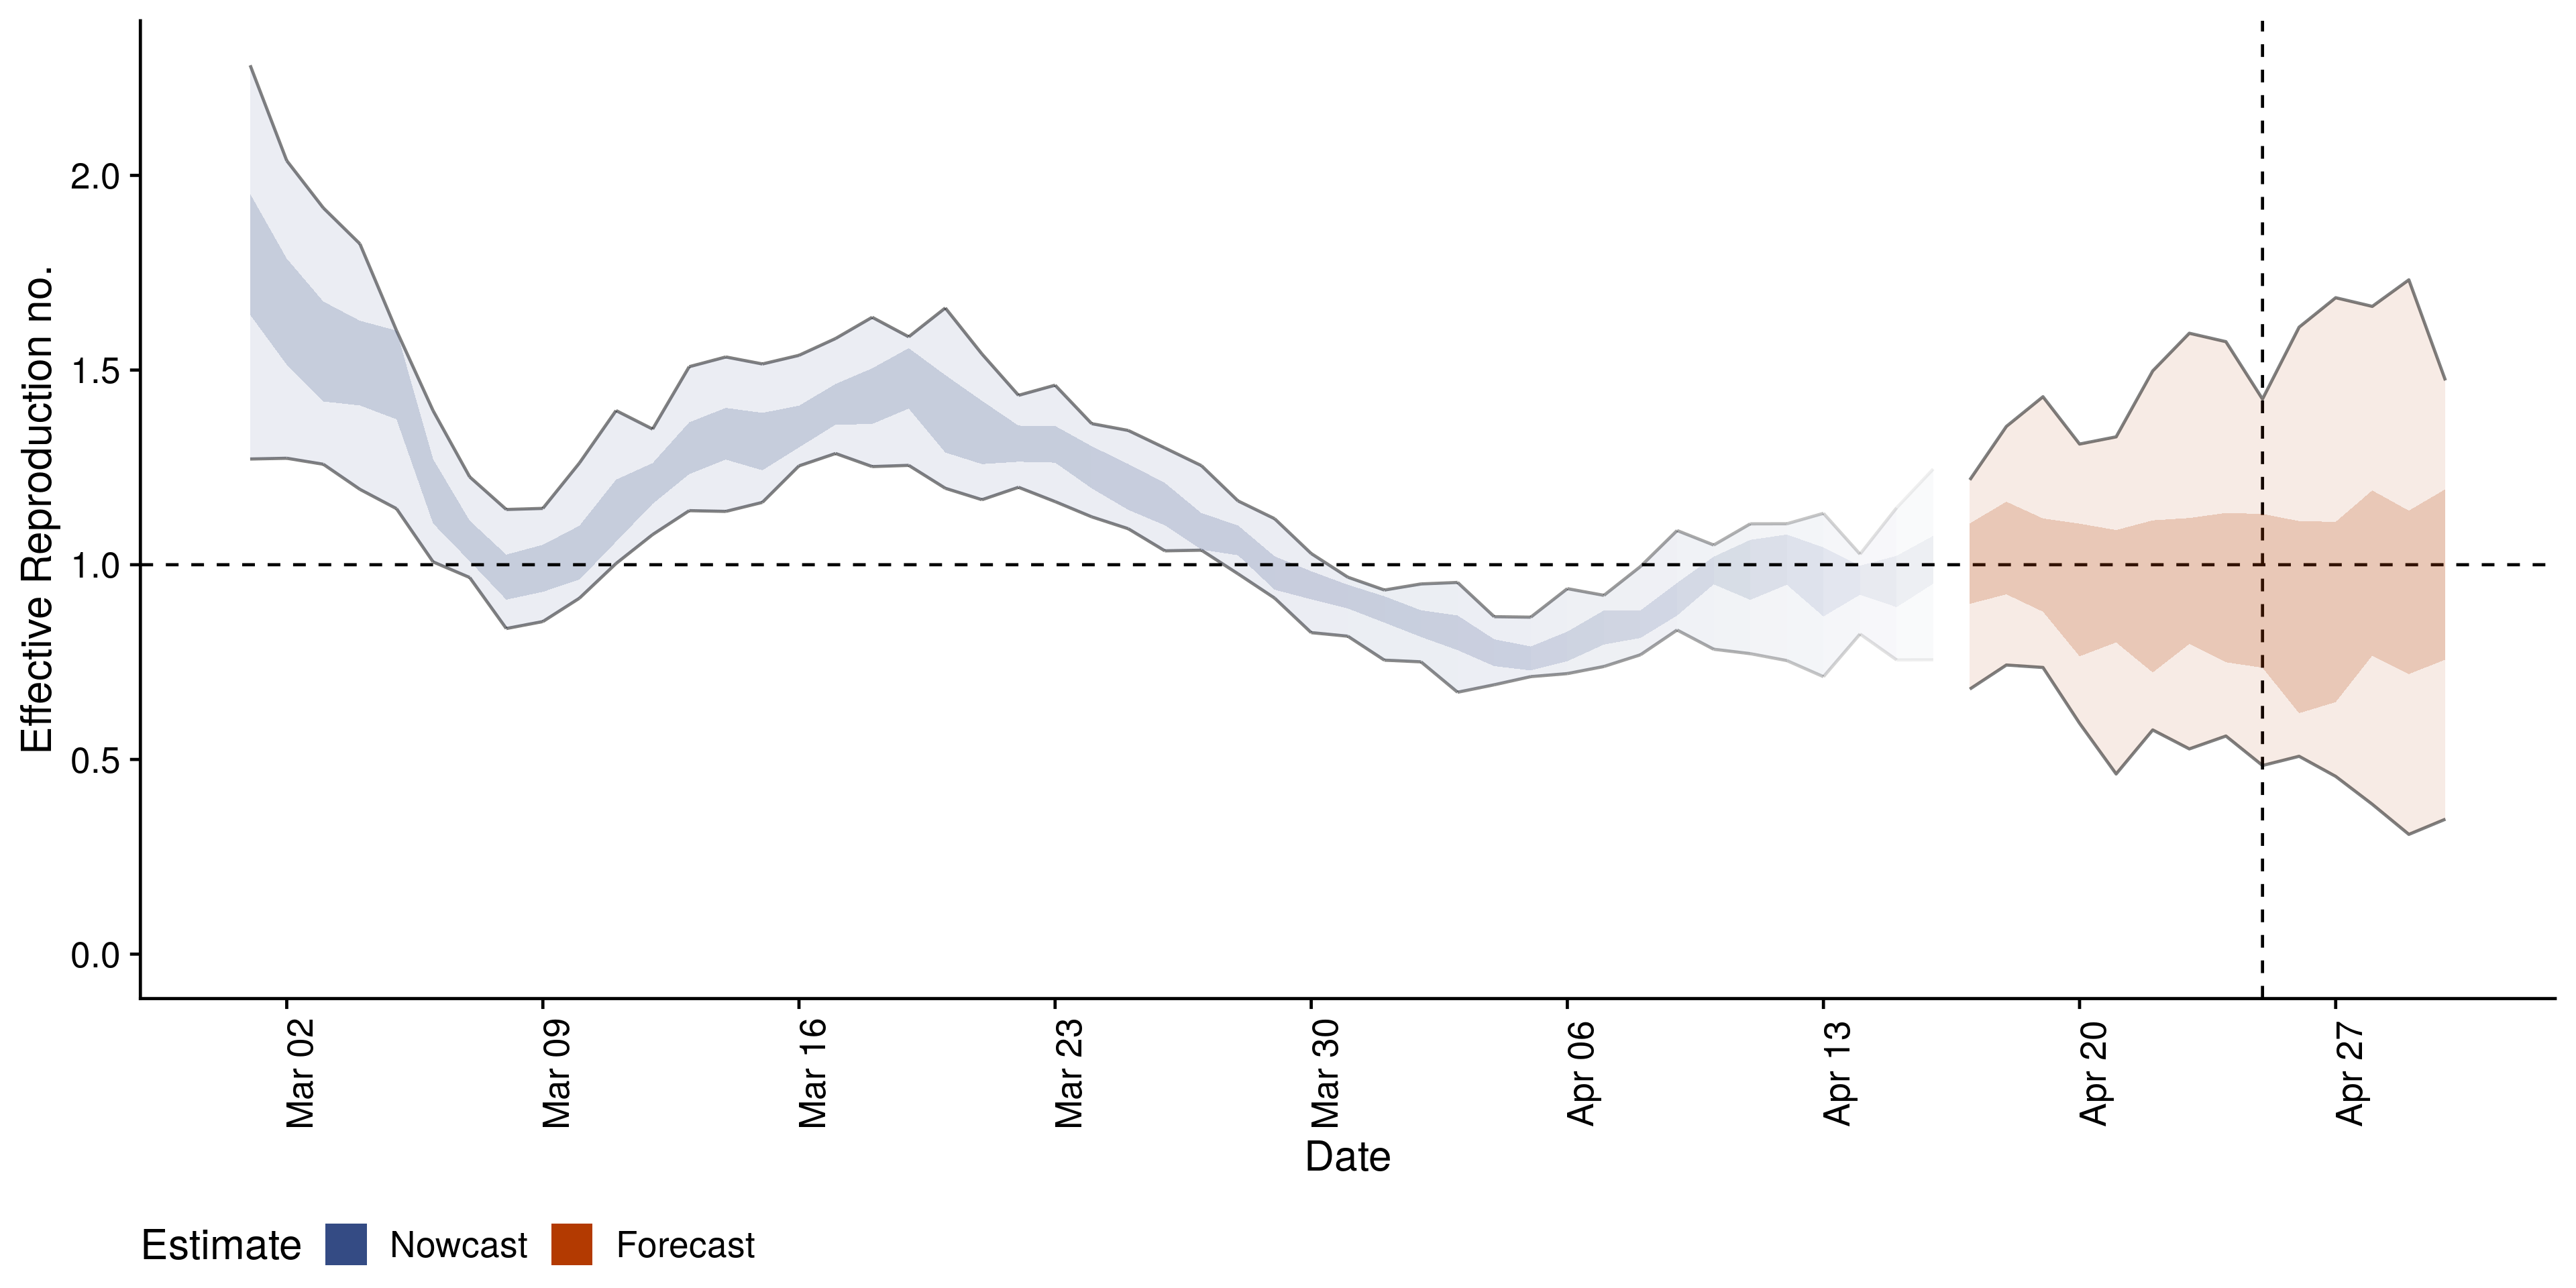 Effective Reproduction no.
2.0
1.5
1.0
0.5
0.0
Mar 02
Mar 09
Mar 16
Mar 23
Mar 30
Apr 06
Apr 13
Apr 20
Apr 27
Date
Estimate Nowcast Forecast